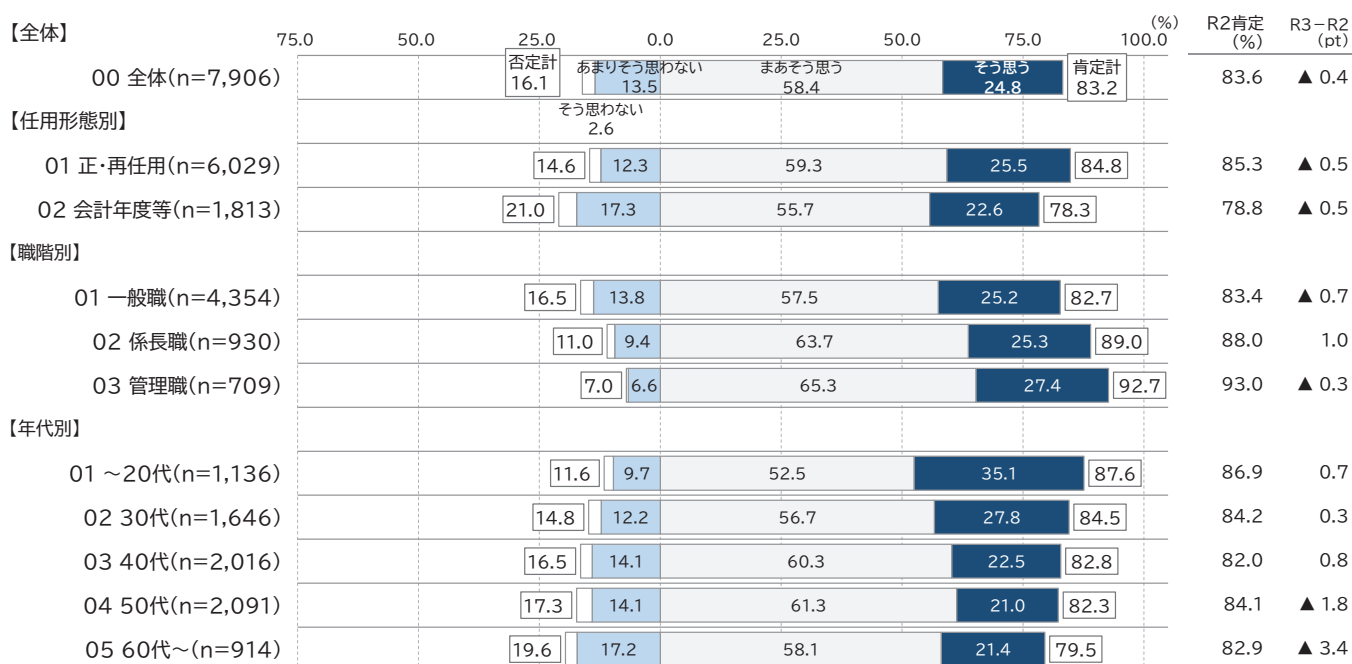 【全体】
75.0 50.0 25.0 0.0 25.0 50.0 75.0 100.0
(%)
R2肯定(%) R3－R2(pt)
00 全体(n=7,906) 否定計 16.1 あまりそう思わない 13.5 まあそう思う 58.4 そう思う 24.8 肯定計 83.2 83.6 ▲ 0.4
そう思わない 2.6
【任用形態別】
01 正・再任用(n=6,029) 14.6 12.3 59.3 25.5 84.8 85.3 ▲ 0.5
02 会計年度等(n=1,813) 21.0 17.3 55.7 22.6 78.3 78.8 ▲ 0.5
【職階別】
01 一般職(n=4,354) 16.5 13.8 57.5 25.2 82.7 83.4 ▲ 0.7
02 係長職(n=930) 11.0 9.4 63.7 25.3 89.0 88.0 1.0
03 管理職(n=709) 7.0 6.6 65.3 27.4 92.7 93.0 ▲ 0.3
【年代別】
01 ～20代(n=1,136) 11.6 9.7 52.5 35.1 87.6 86.9 0.7
02 30代(n=1,646) 14.8 12.2 56.7 27.8 84.5 84.2 0.3
03 40代(n=2,016) 16.5 14.1 60.3 22.5 82.8 82.0 0.8
04 50代(n=2,091) 17.3 14.1 61.3 21.0 82.3 84.1 ▲ 1.8
05 60代～(n=914) 19.6 17.2 58.1 21.4 79.5 82.9 ▲ 3.4